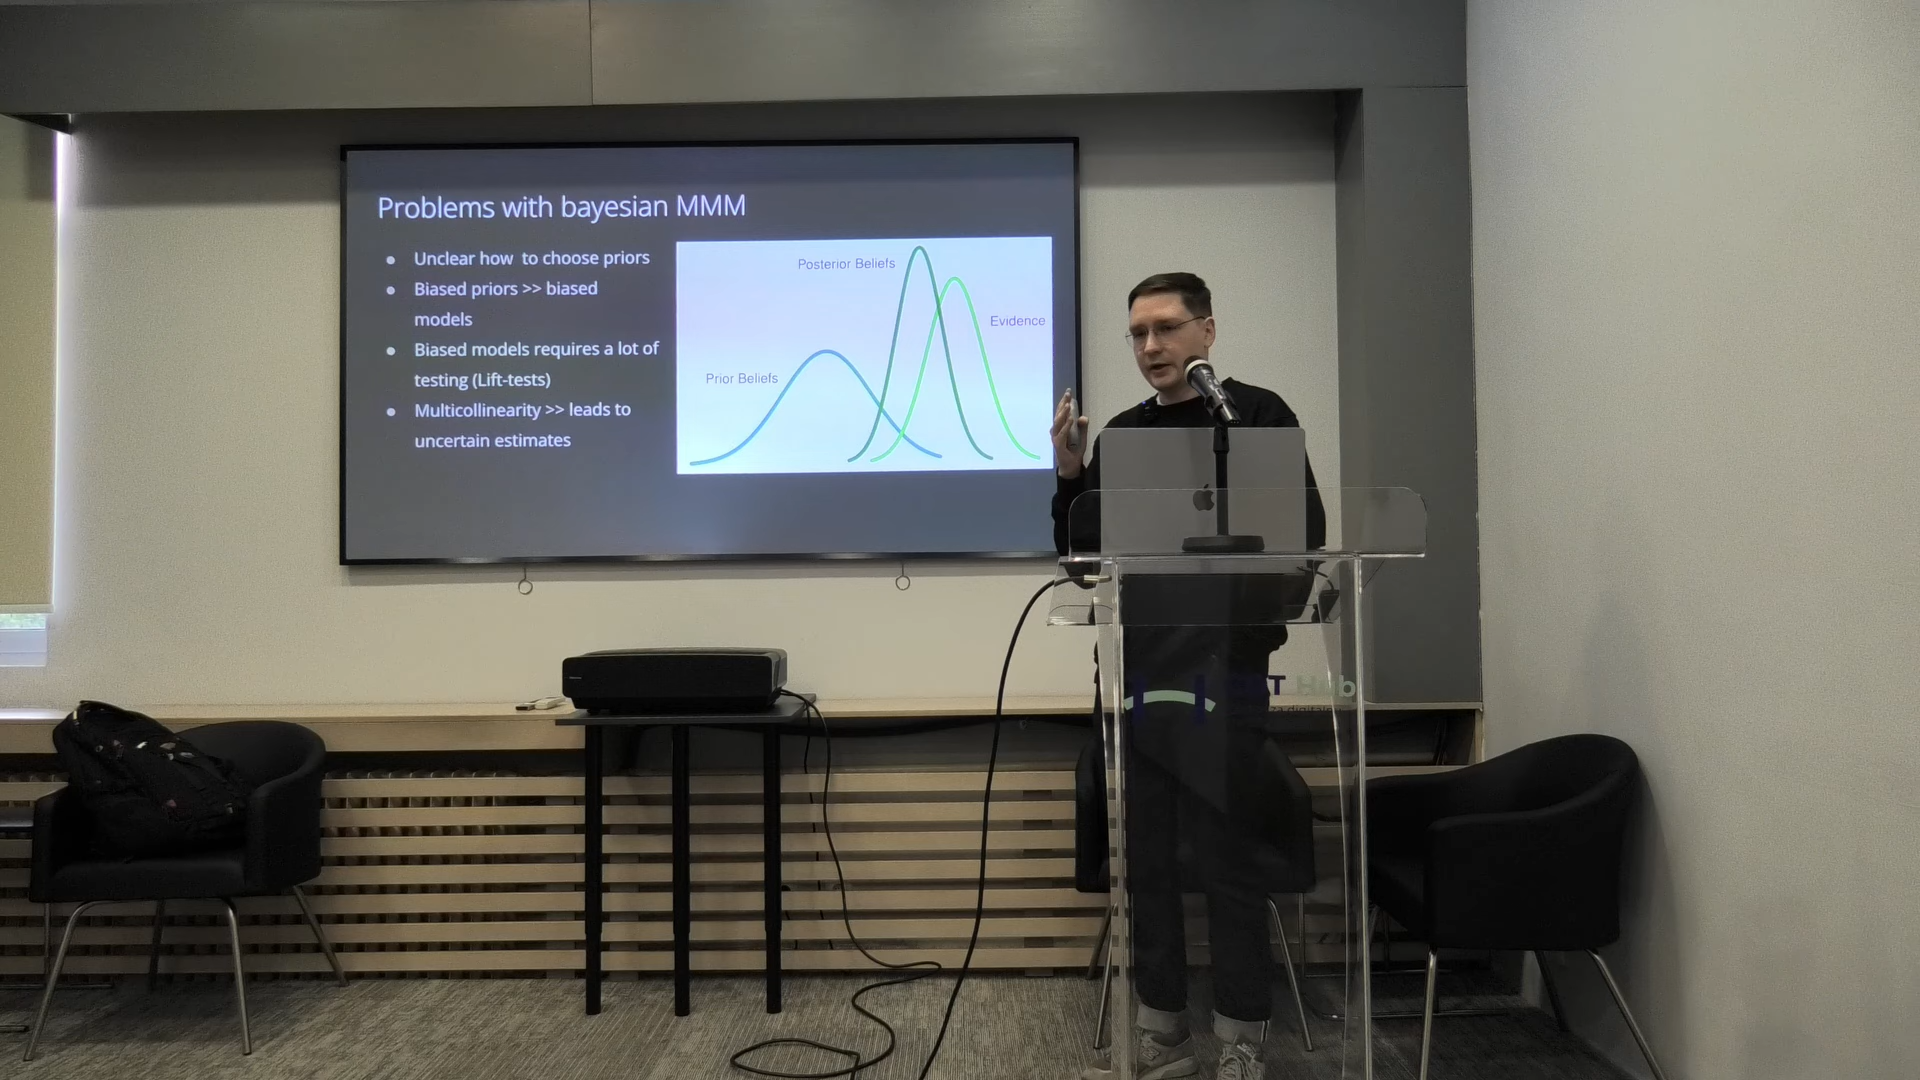 Problems with bayesian MMM
● Unclear how  to choose priors
● Biased priors >> biased
models
● Biased models requires a lot of
testing (Lift-tests)
● Multicollinearity >> leads to
uncertain estimates
Posterior Beliefs
Evidence
Prior Beliefs
Hub